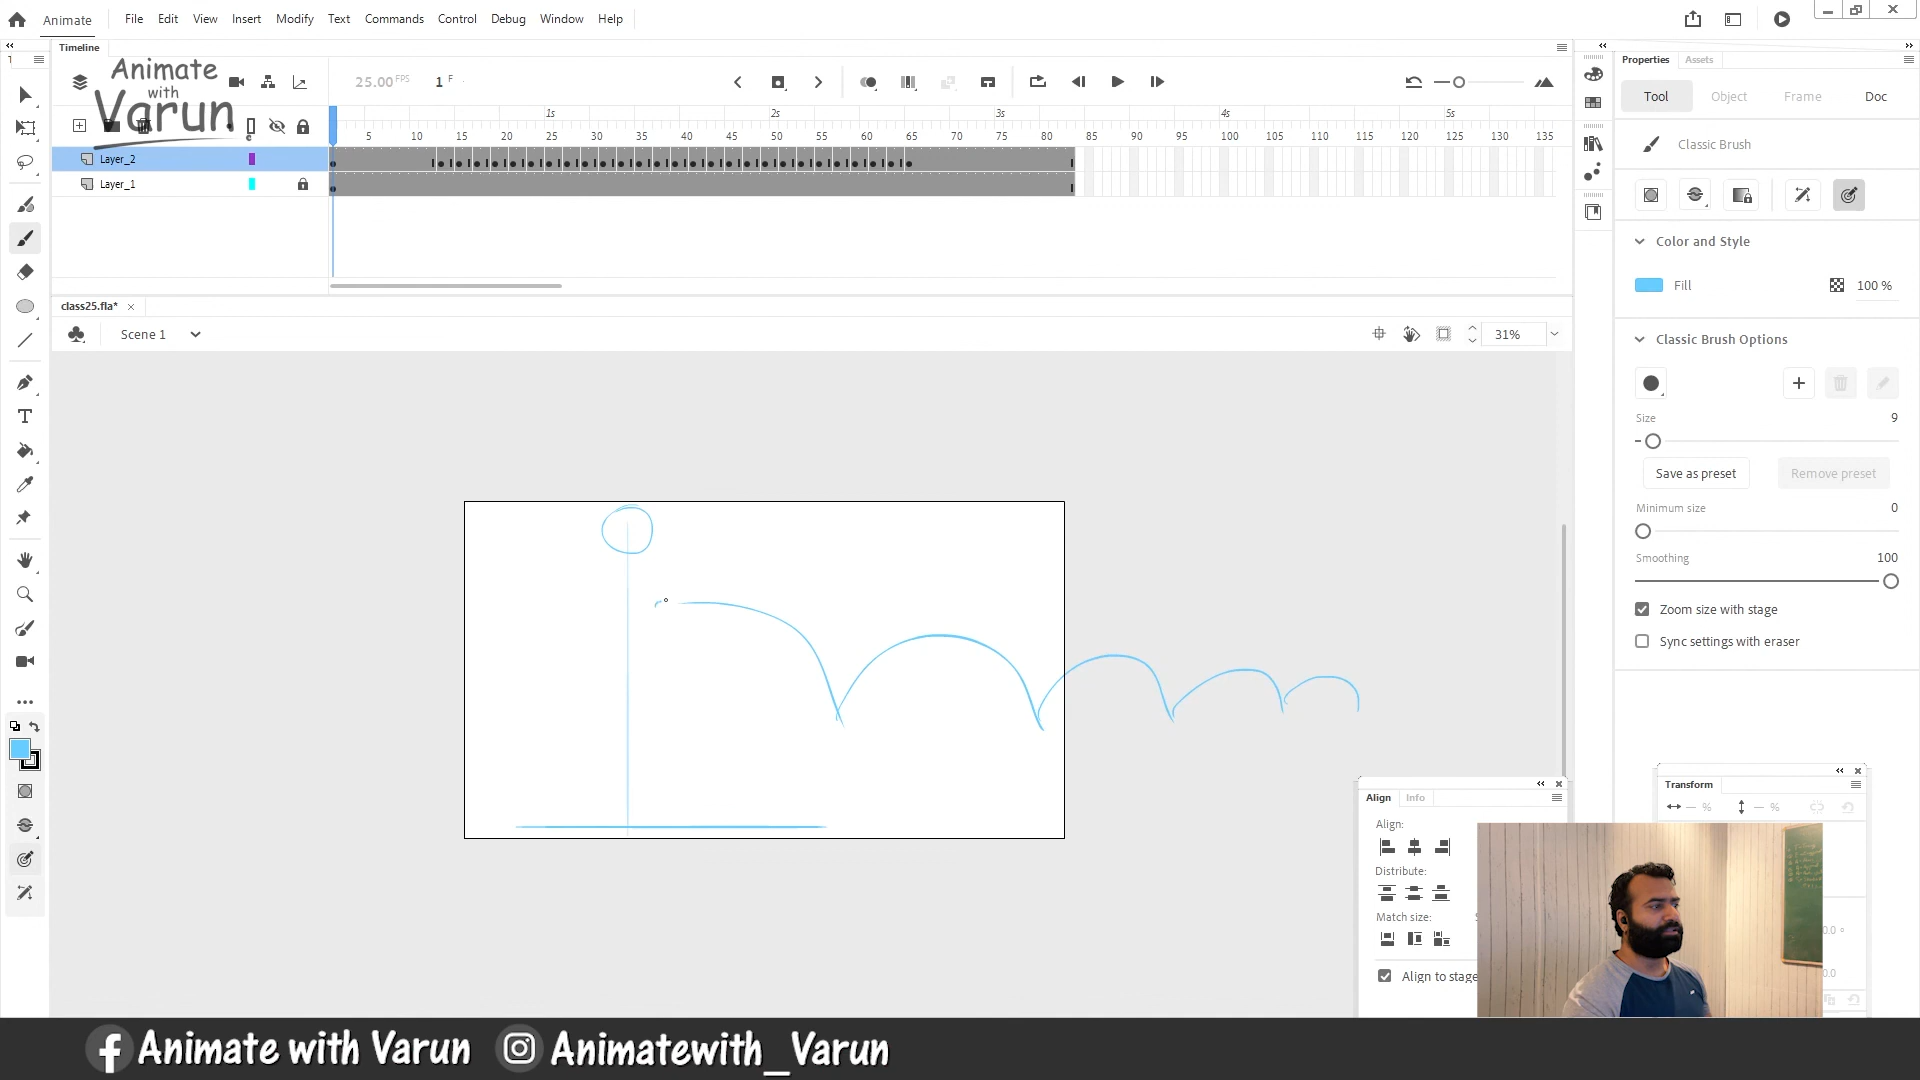 Animate
File Edit View Insert Modify Text Commands Control Debug Window Help
Timeline
Properties Assets
Animate
with
Varun
25.00 FPS 1 F
Tool Object Frame Doc
1s 2s 3s 4s 5s
5 10 15 20 25 30 35 40 45 50 55 60 65 70 75 80 85 90 95 100 105 110 115 120 125 130 135
Classic Brush
Layer_2
Layer_1
Color and Style
Fill 100 %
class25.fla*
Scene 1 31%
Classic Brush Options
Size 9
Save as preset Remove preset
Minimum size 0
Smoothing 100
Zoom size with stage
Sync settings with eraser
Transform
Align Info
% %
Align:
Distribute:
Match size:
Align to stage
Animate with Varun Animatewith_Varun